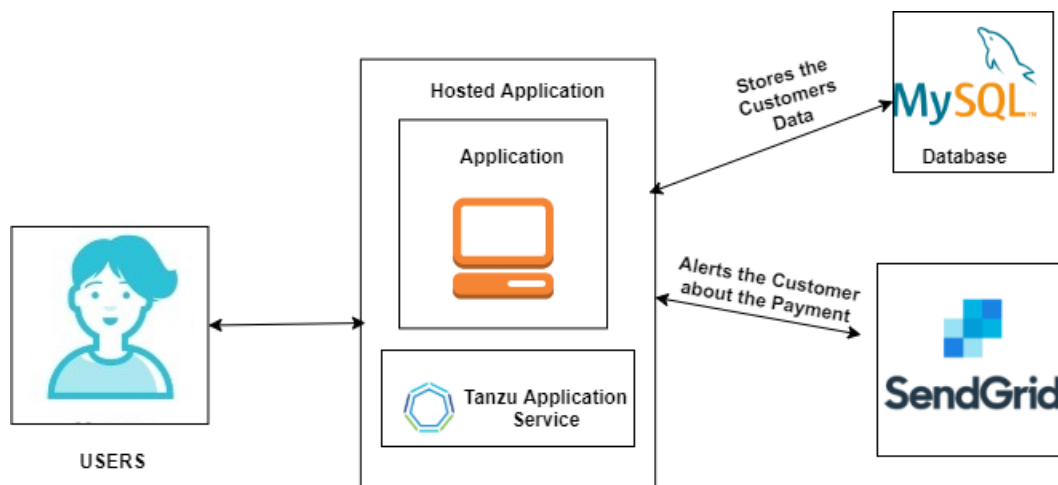 Hosted Application
Application
Tanzu Application
Service
USERS
Stores the
Customers
Data
MySQL™
Database
Alerts the Customer
about the Payment
SendGrid